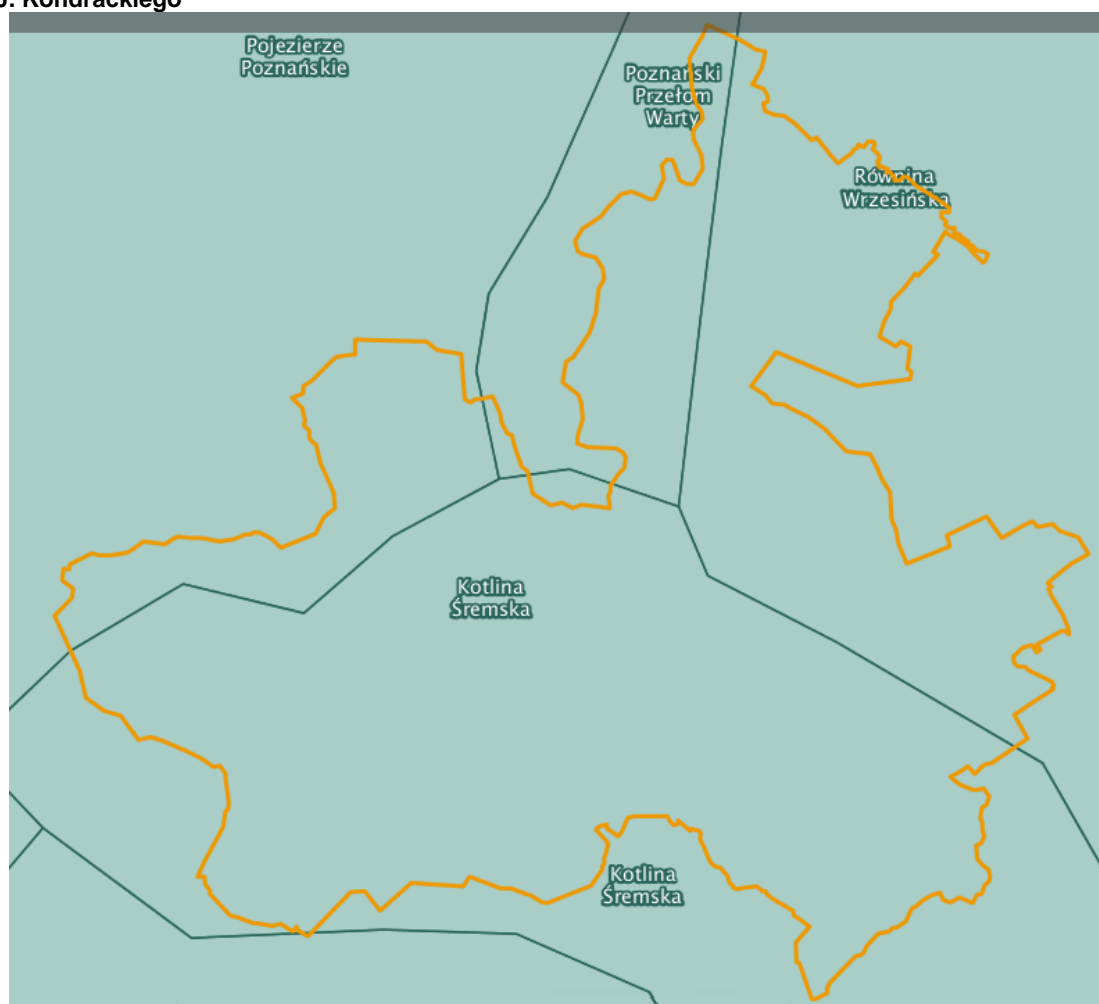 J. Kondrackiego
Pojezierze
Poznańskie
Poznański
Przełom
Warty
Równina
Wrzesińska
Kotlina
Śremska
Kotlina
Śremska